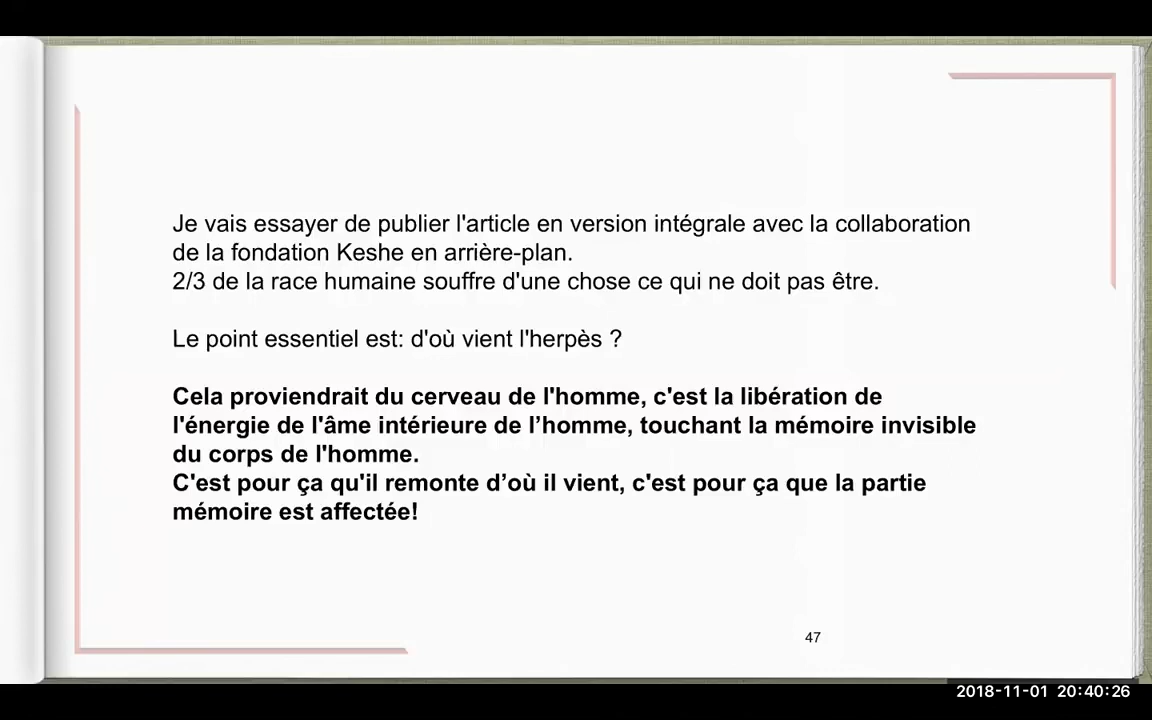 Je vais essayer de publier l'article en version intégrale avec la collaboration
de la fondation Keshe en arrière-plan.
2/3 de la race humaine souffre d'une chose ce qui ne doit pas être.
Le point essentiel est: d'où vient l'herpès ?
Cela proviendrait du cerveau de l'homme, c'est la libération de
l'énergie de l'âme intérieure de l’homme, touchant la mémoire invisible
du corps de l'homme.
C'est pour ça qu'il remonte d’où il vient, c'est pour ça que la partie
mémoire est affectée!
47
2018-11-01 20:40:26